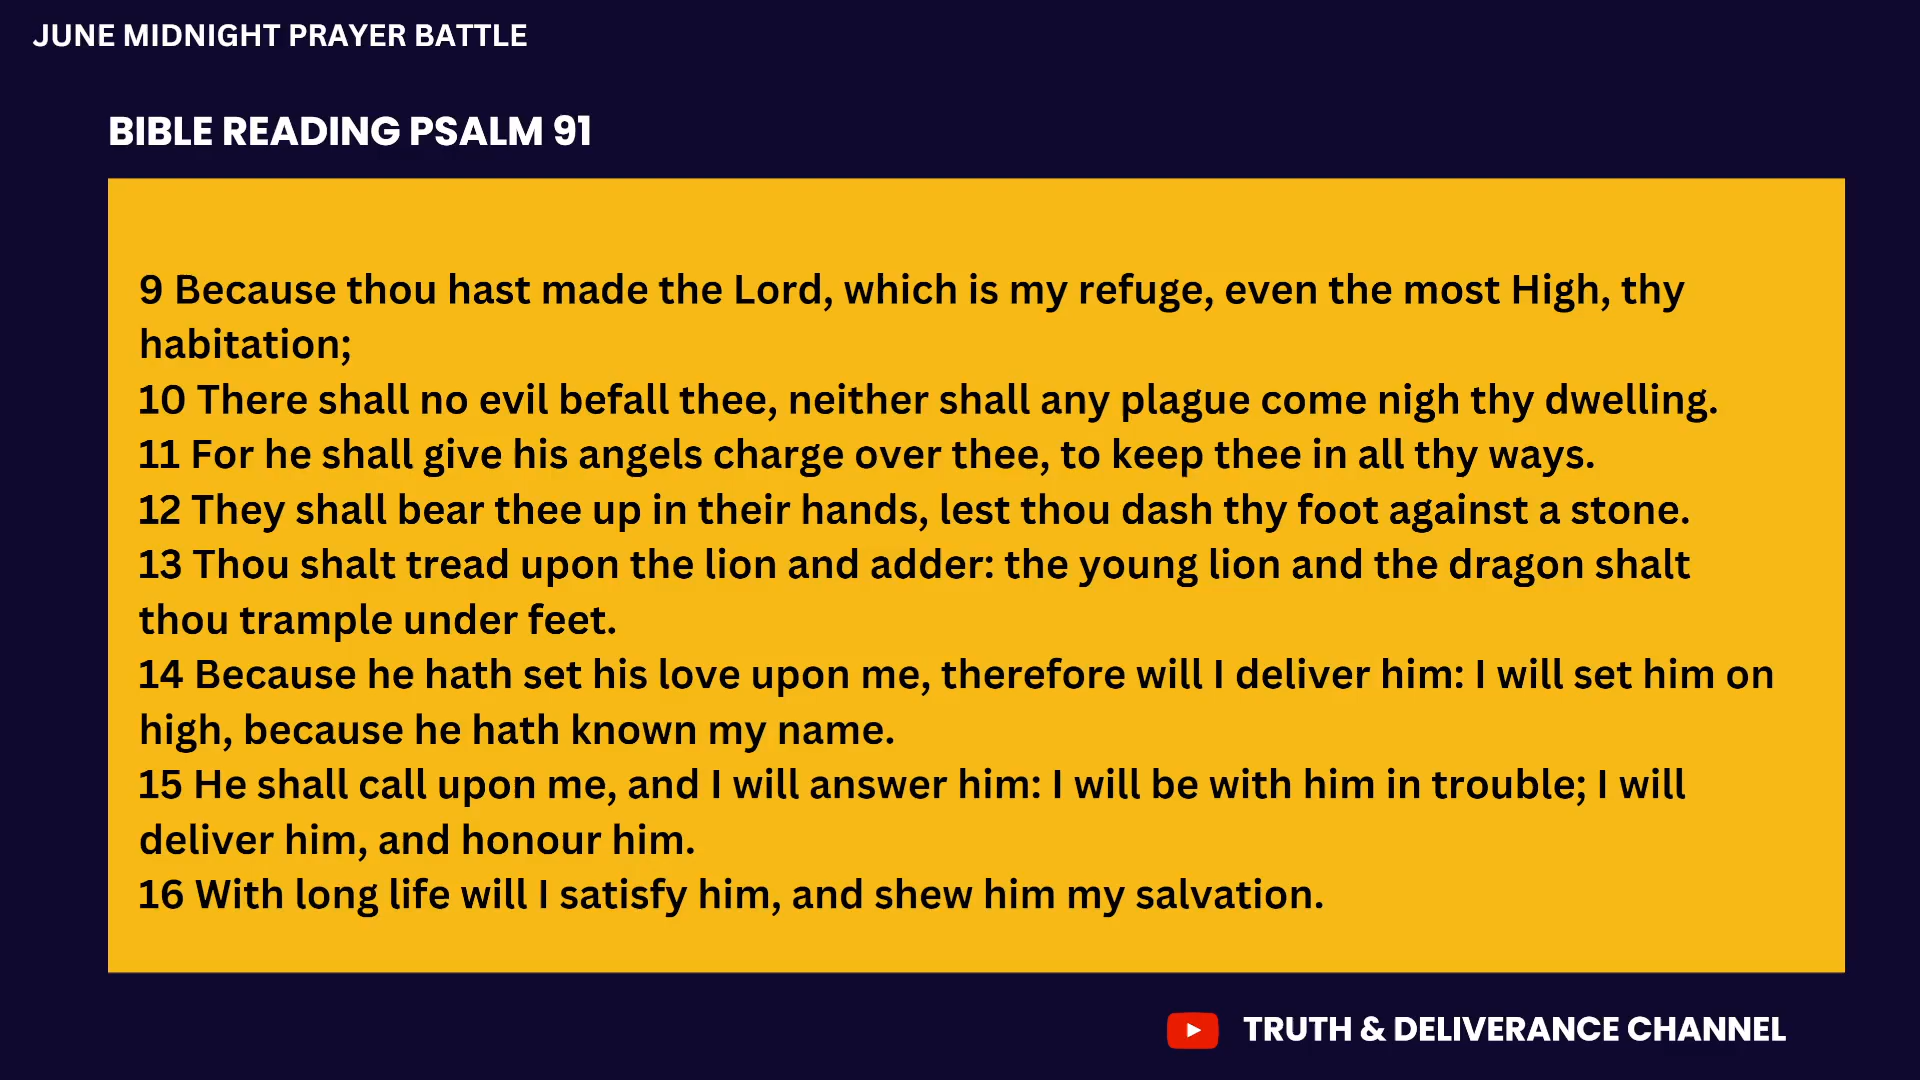 JUNE MIDNIGHT PRAYER BATTLE
BIBLE READING PSALM 91
9 Because thou hast made the Lord, which is my refuge, even the most High, thy
habitation;
10 There shall no evil befall thee, neither shall any plague come nigh thy dwelling.
11 For he shall give his angels charge over thee, to keep thee in all thy ways.
12 They shall bear thee up in their hands, lest thou dash thy foot against a stone.
13 Thou shalt tread upon the lion and adder: the young lion and the dragon shalt
thou trample under feet.
14 Because he hath set his love upon me, therefore will I deliver him: I will set him on
high, because he hath known my name.
15 He shall call upon me, and I will answer him: I will be with him in trouble; I will
deliver him, and honour him.
16 With long life will I satisfy him, and shew him my salvation.
TRUTH & DELIVERANCE CHANNEL